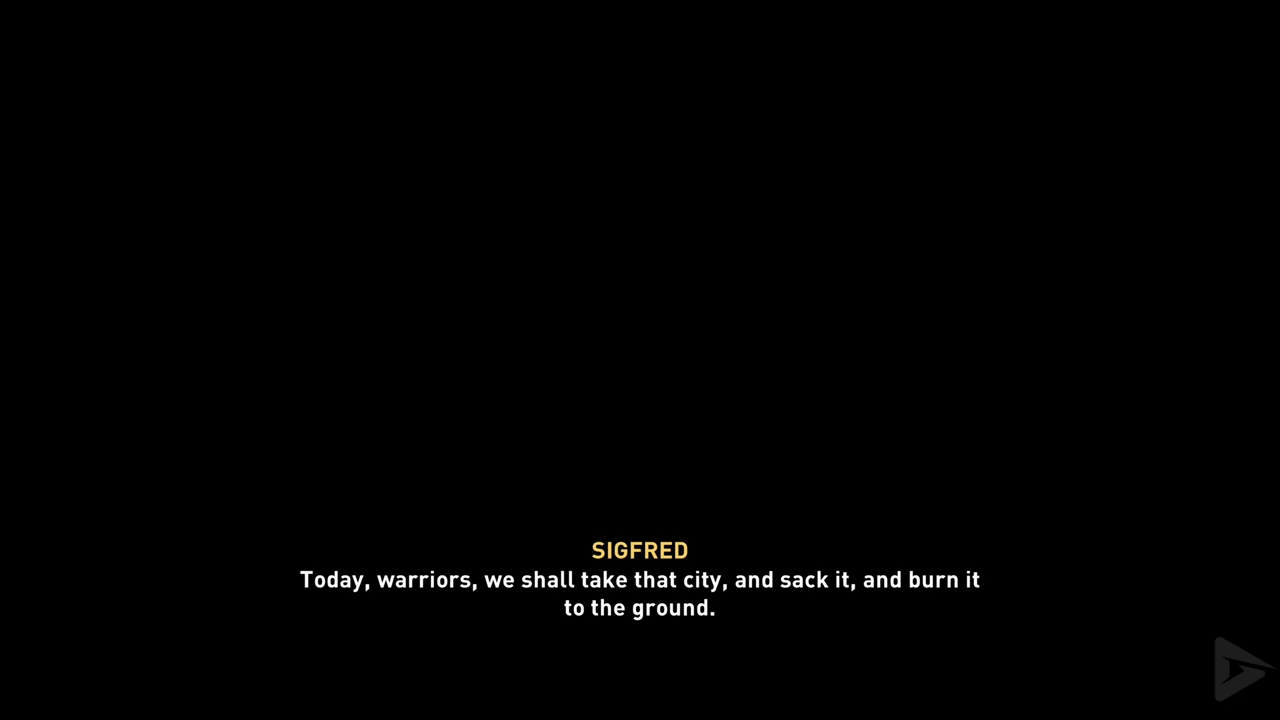 SIGFRED
Today, warriors, we shall take that city, and sack it, and burn it
to the ground.